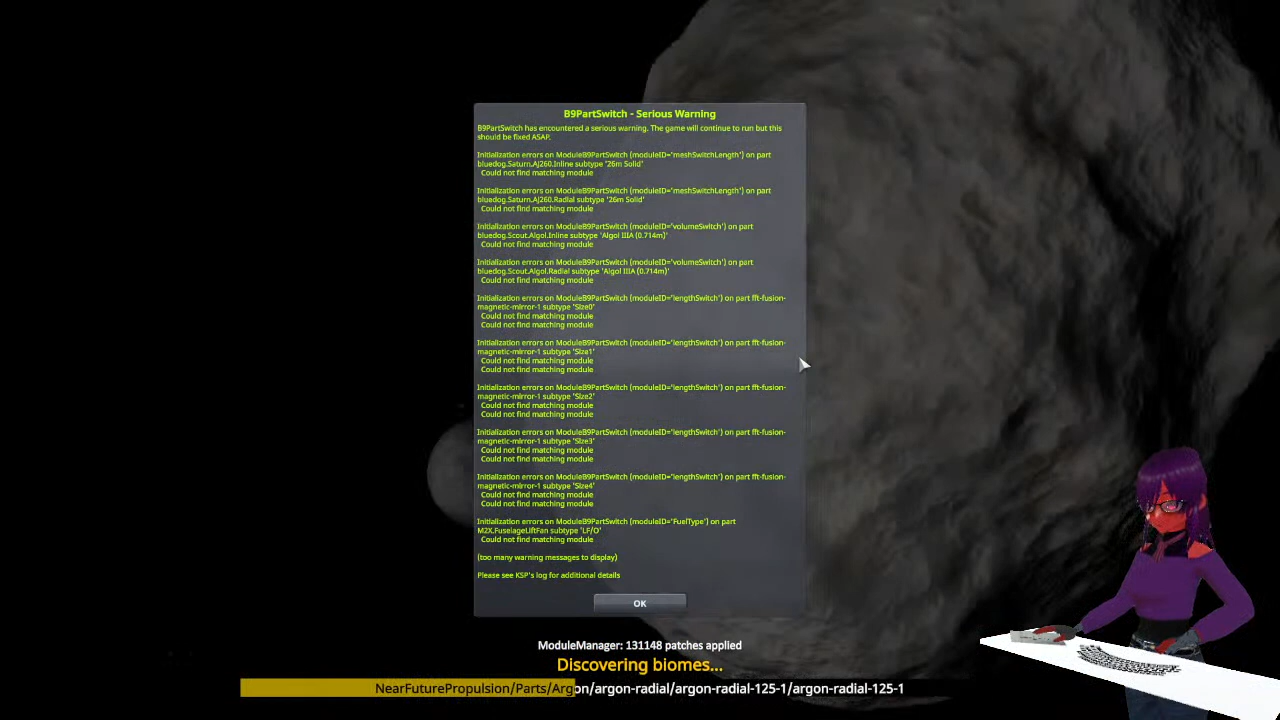 B9PartSwitch - Serious Warning
B9PartSwitch has encountered a serious warning. The game will continue to run but this
should be fixed ASAP.
Initialization errors on ModuleB9PartSwitch (moduleID='meshSwitchLength') on part
bluedog.Saturn.AJ260.Inline subtype '26m Solid'
Could not find matching module
Initialization errors on ModuleB9PartSwitch (moduleID='meshSwitchLength') on part
bluedog.Saturn.AJ260.Radial subtype '26m Solid'
Could not find matching module
Initialization errors on ModuleB9PartSwitch (moduleID='volumeSwitch') on part
bluedog.Scout.Algol.Inline subtype 'Algol IIIA (0.714m)'
Could not find matching module
Initialization errors on ModuleB9PartSwitch (moduleID='volumeSwitch') on part
bluedog.Scout.Algol.Radial subtype 'Algol IIIA (0.714m)'
Could not find matching module
Initialization errors on ModuleB9PartSwitch (moduleID='lengthSwitch') on part fft-fusion-
magnetic-mirror-1 subtype 'Size0'
Could not find matching module
Could not find matching module
Initialization errors on ModuleB9PartSwitch (moduleID='lengthSwitch') on part fft-fusion-
magnetic-mirror-1 subtype 'Size1'
Could not find matching module
Could not find matching module
Initialization errors on ModuleB9PartSwitch (moduleID='lengthSwitch') on part fft-fusion-
magnetic-mirror-1 subtype 'Size2'
Could not find matching module
Could not find matching module
Initialization errors on ModuleB9PartSwitch (moduleID='lengthSwitch') on part fft-fusion-
magnetic-mirror-1 subtype 'Size3'
Could not find matching module
Could not find matching module
Initialization errors on ModuleB9PartSwitch (moduleID='lengthSwitch') on part fft-fusion-
magnetic-mirror-1 subtype 'Size4'
Could not find matching module
Could not find matching module
Initialization errors on ModuleB9PartSwitch (moduleID='FuelType') on part
M2X.FuselageLiftFan subtype 'LF/O'
Could not find matching module
(too many warning messages to display)
Please see KSP's log for additional details
OK
ModuleManager: 131148 patches applied
Discovering biomes...
NearFuturePropulsion/Parts/Argon/argon-radial/argon-radial-125-1/argon-radial-125-1